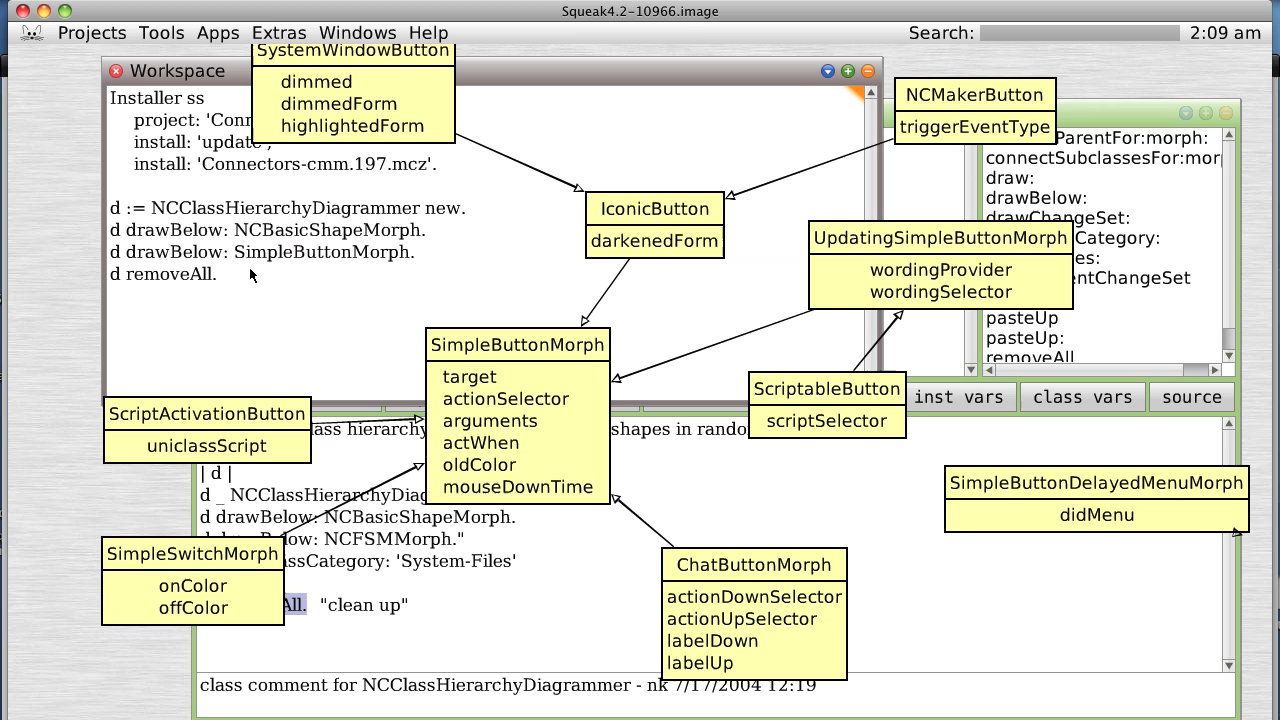 Squeak4.2-10966.image
Projects Tools Apps Extras Windows Help Search: 2:09 am
SystemWindowButton
dimmed
dimmedForm
highlightedForm
Workspace
Installer ss
project: 'Con
install: 'update',
install: 'Connectors-cmm.197.mcz'.
d := NCClassHierarchyDiagrammer new.
d drawBelow: NCBasicShapeMorph.
d drawBelow: SimpleButtonMorph.
d removeAll.
NCMakerButton
triggerEventType
IconicButton
darkenedForm
ParentFor:morph:
connectSubclassesFor:mor
draw:
drawBelow:
drawChangeSet:
Category:
es:
entChangeSet
pasteUp
pasteUp:
removeAll
UpdatingSimpleButtonMorph
wordingProvider
wordingSelector
SimpleButtonMorph
target
actionSelector
arguments
actWhen
oldColor
mouseDownTime
ScriptableButton
scriptSelector
inst vars
class vars
source
ScriptActivationButton
uniclassScript
ass hierarchy shapes in rando
| d |
d _ NCClassHierarchyDiag
d drawBelow: NCBasicShapeMorph.
low: NCFSMMorph."
ssCategory: 'System-Files'
All. "clean up"
SimpleButtonDelayedMenuMorph
didMenu
SimpleSwitchMorph
onColor
offColor
ChatButtonMorph
actionDownSelector
actionUpSelector
labelDown
labelUp
class comment for NCClassHierarchyDiagrammer - nk 7/17/2004 12:19